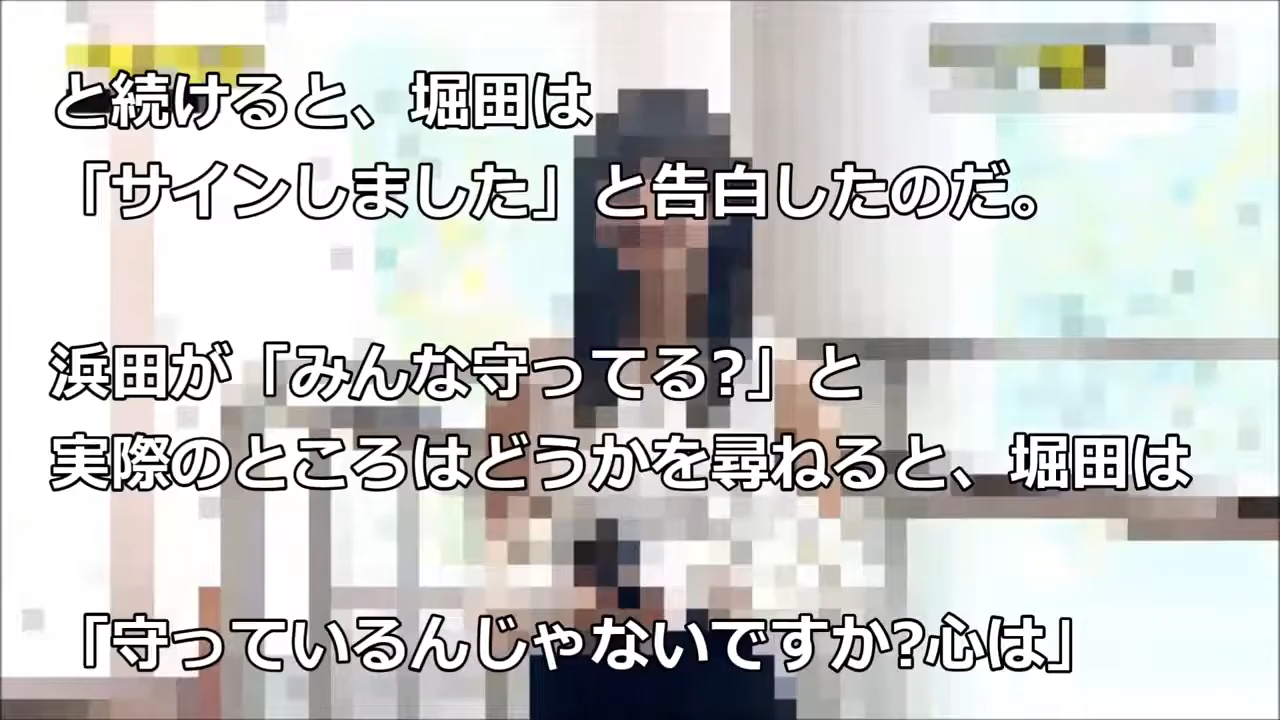 と続けると、堀田は
「サインしました」と告白したのだ。
浜田が「みんな守ってる?」と
実際のところはどうかを尋ねると、堀田は
「守っているんじゃないですか?心は」